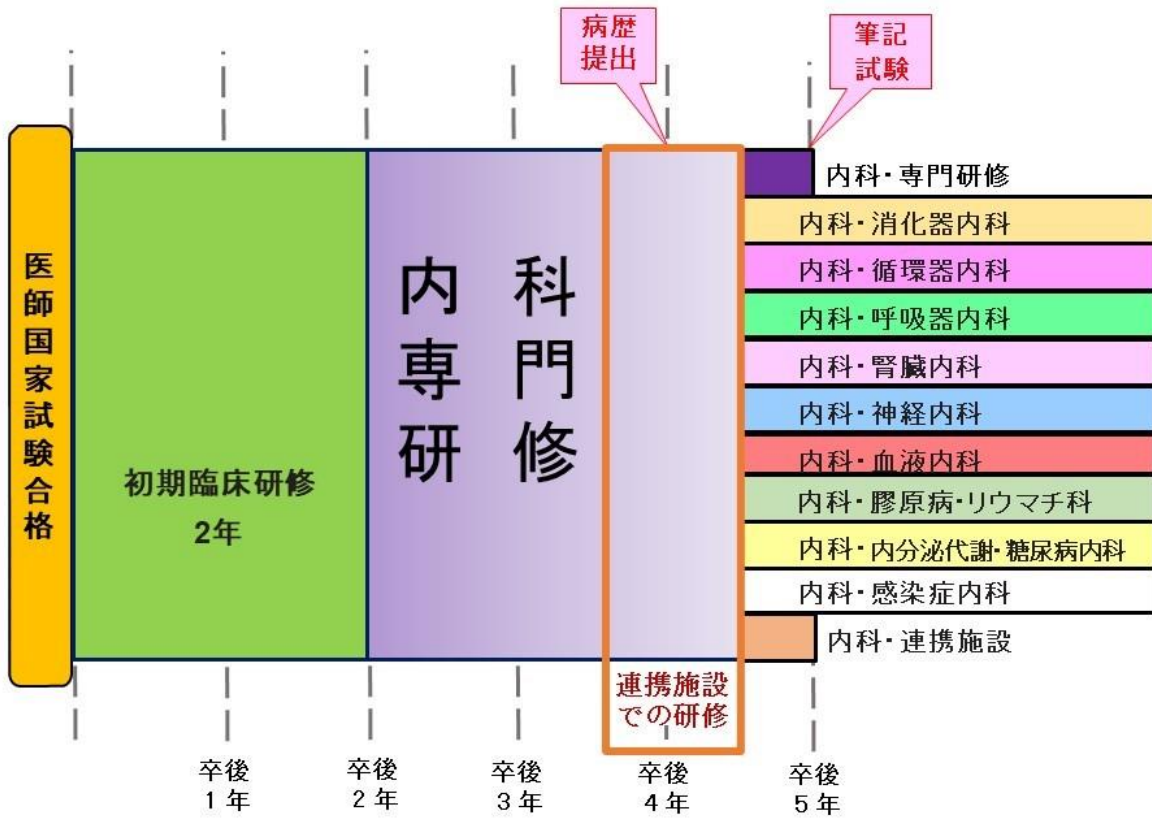 病歴
提出
筆記
試験
医師国家試験合格
初期臨床研修
2年
内科
専門
研修
内科・専門研修
内科・消化器内科
内科・循環器内科
内科・呼吸器内科
内科・腎臓内科
内科・神経内科
内科・血液内科
内科・膠原病・リウマチ科
内科・内分泌代謝・糖尿病内科
内科・感染症内科
内科・連携施設
連携施設
での研修
卒後
1年
卒後
2年
卒後
3年
卒後
4年
卒後
5年